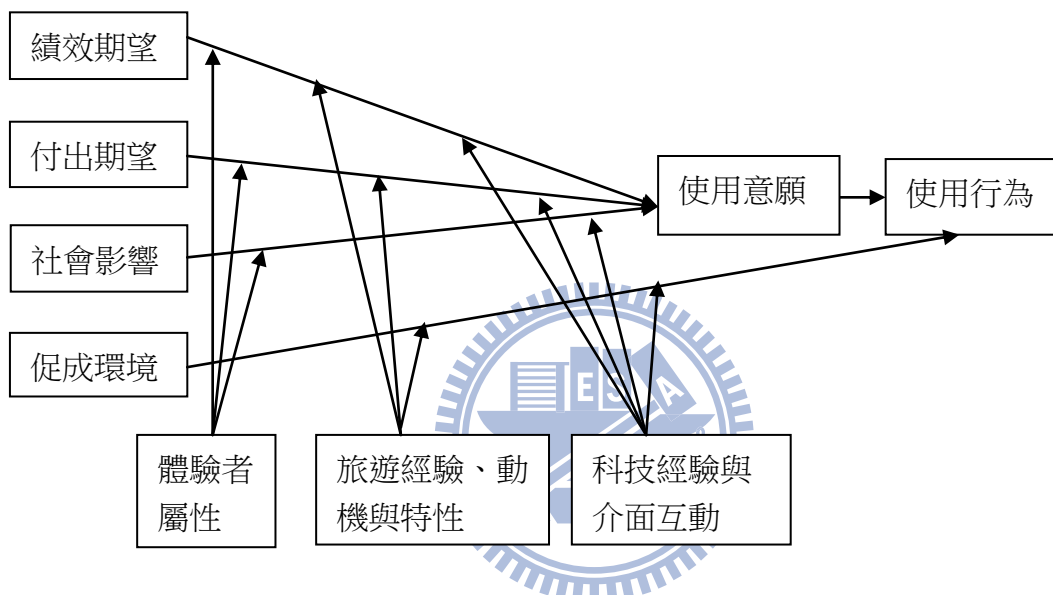 績效期望
付出期望
社會影響
促成環境
使用意願
使用行為
體驗者
屬性
旅遊經驗、動
機與特性
科技經驗與
介面互動
E S A